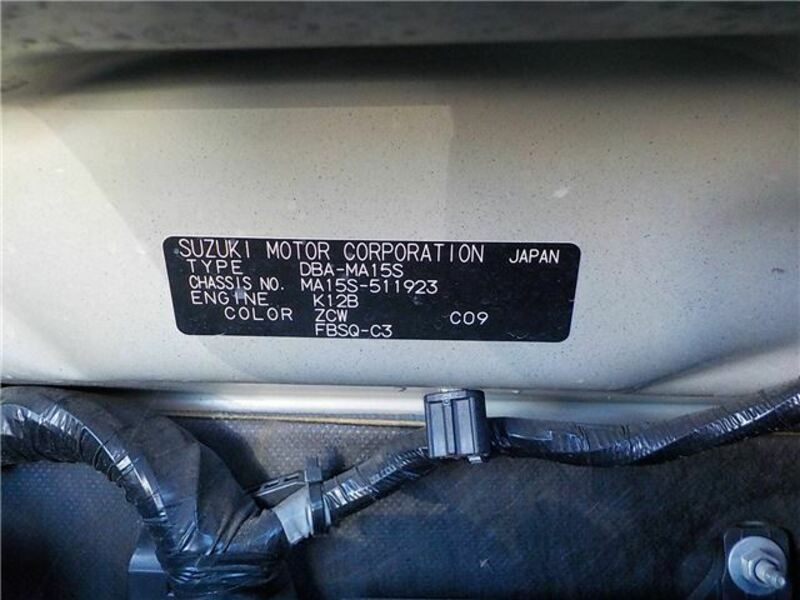 SUZUKI MOTOR CORPORATION JAPAN
TYPE DBA-MA15S
CHASSIS NO. MA15S-511923
ENGINE K12B
COLOR ZCW C09
FBSQ-C3